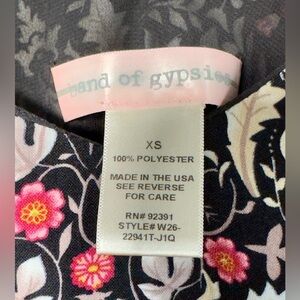 band of gypsies
XS
100% POLYESTER
MADE IN THE USA
SEE REVERSE
FOR CARE
RN# 92391
STYLE# W26-
22941T-J1Q